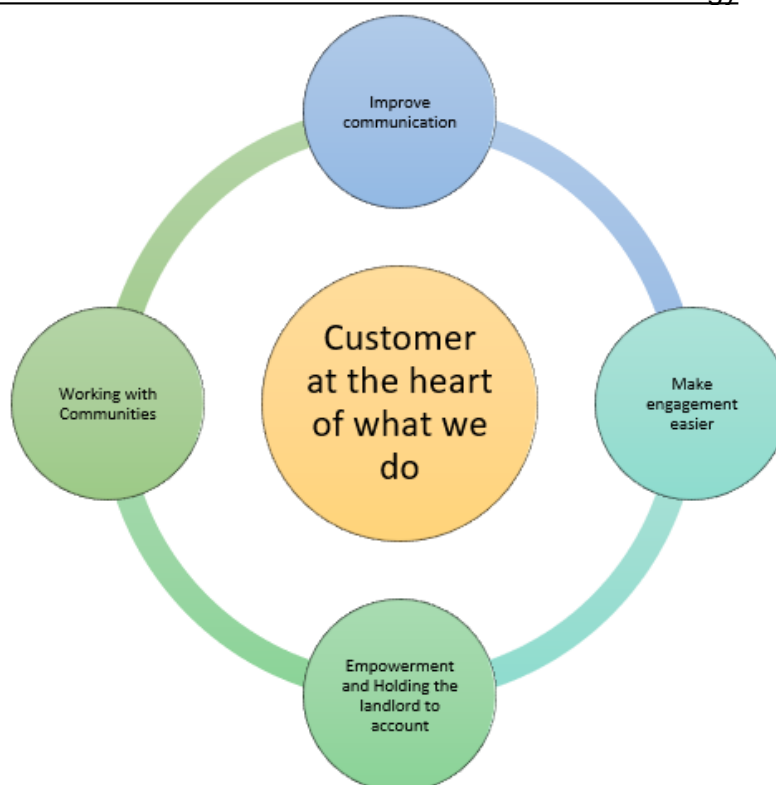 Improve
communication
Customer
at the heart
of what we
do
Working with
Communities
Make
engagement
easier
Empowerment
and Holding the
landlord to
account